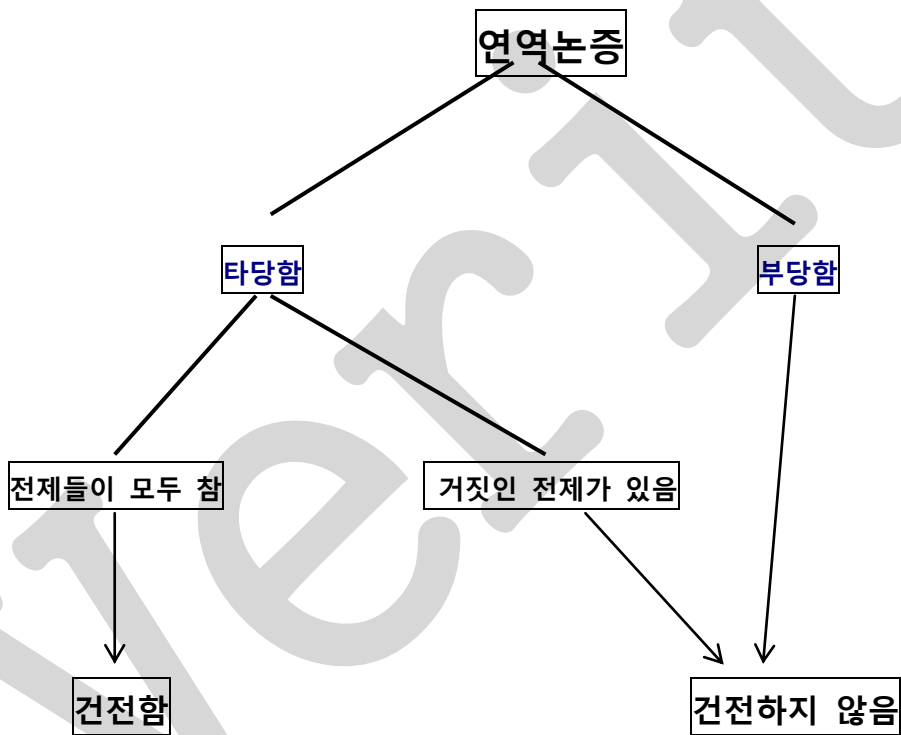 연역논증
타당함
부당함
전제들이 모두 참
거짓인 전제가 있음
건전함
건전하지 않음